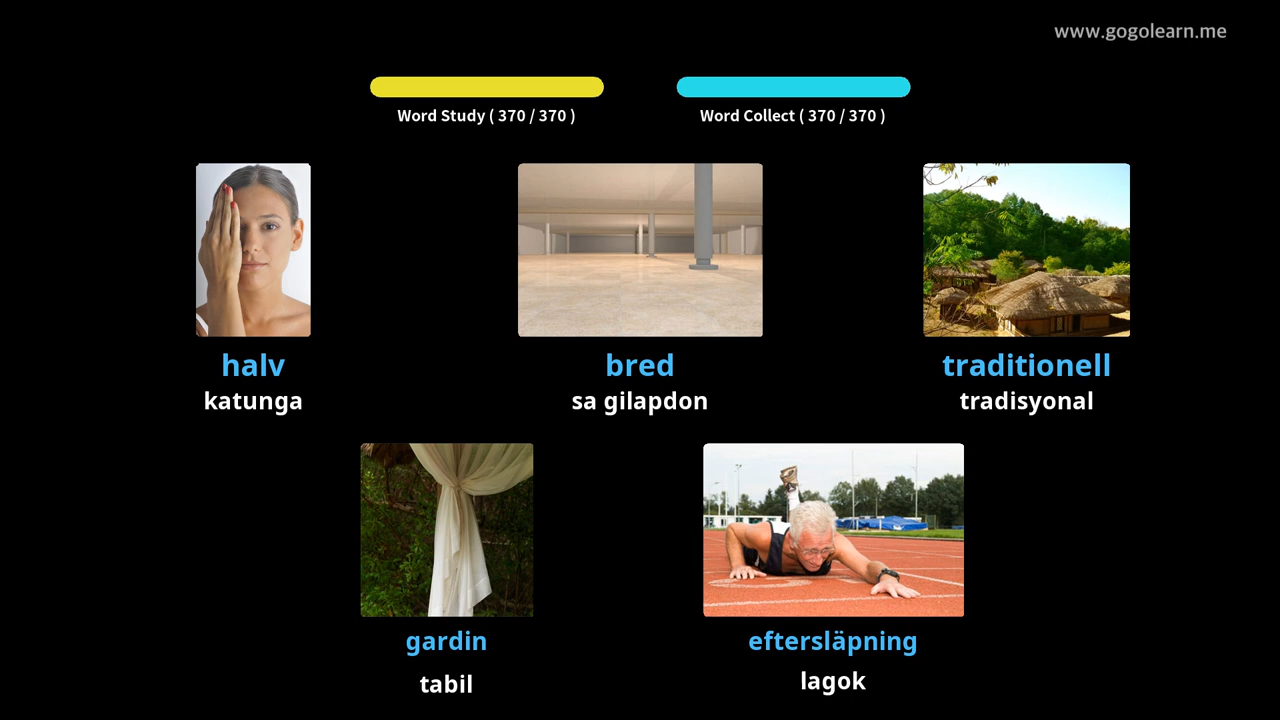 www.gogolearn.me
Word Study ( 370 / 370 )
Word Collect ( 370 / 370 )
halv
katunga
bred
sa gilapdon
traditionell
tradisyonal
gardin
tabil
eftersläpning
lagok